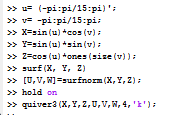 >> u= (-pi:pi/15:pi)';
>> v= -pi:pi/15:pi;
>> X=sin(u)*cos(v);
>> Y=sin(u)*sin(v);
>> Z=cos(u)*ones(size(v));
>> surf(X, Y, Z)
>> [U,V,W]=surfnorm(X,Y,Z);
>> hold on
>> quiver3(X,Y,Z,U,V,W,4,'k');